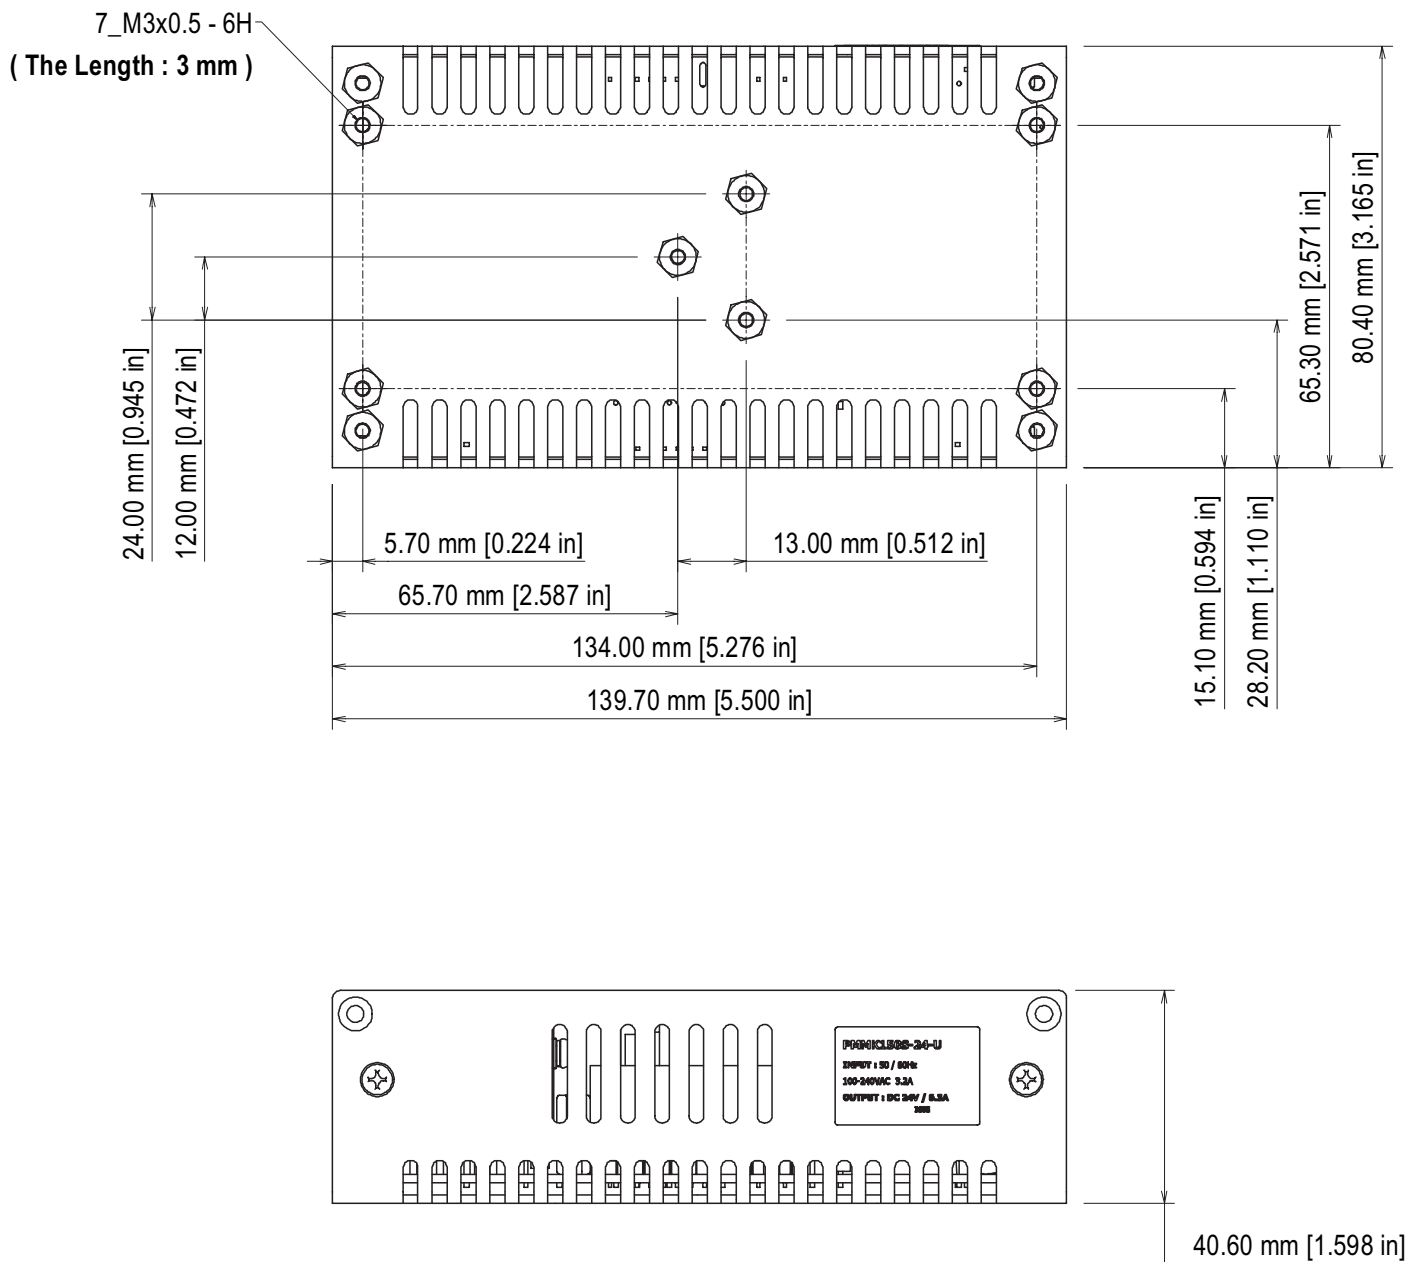 7_M3x0.5 - 6H
( The Length : 3 mm )
24.00 mm [0.945 in]
12.00 mm [0.472 in]
65.30 mm [2.571 in]
80.40 mm [3.165 in]
15.10 mm [0.594 in]
28.20 mm [1.110 in]
5.70 mm [0.224 in]
13.00 mm [0.512 in]
65.70 mm [2.587 in]
134.00 mm [5.276 in]
139.70 mm [5.500 in]
INPUT : 50 / 60Hz
100-240VAC 3.2A
OUTPUT : DC 24V /
40.60 mm [1.598 in]